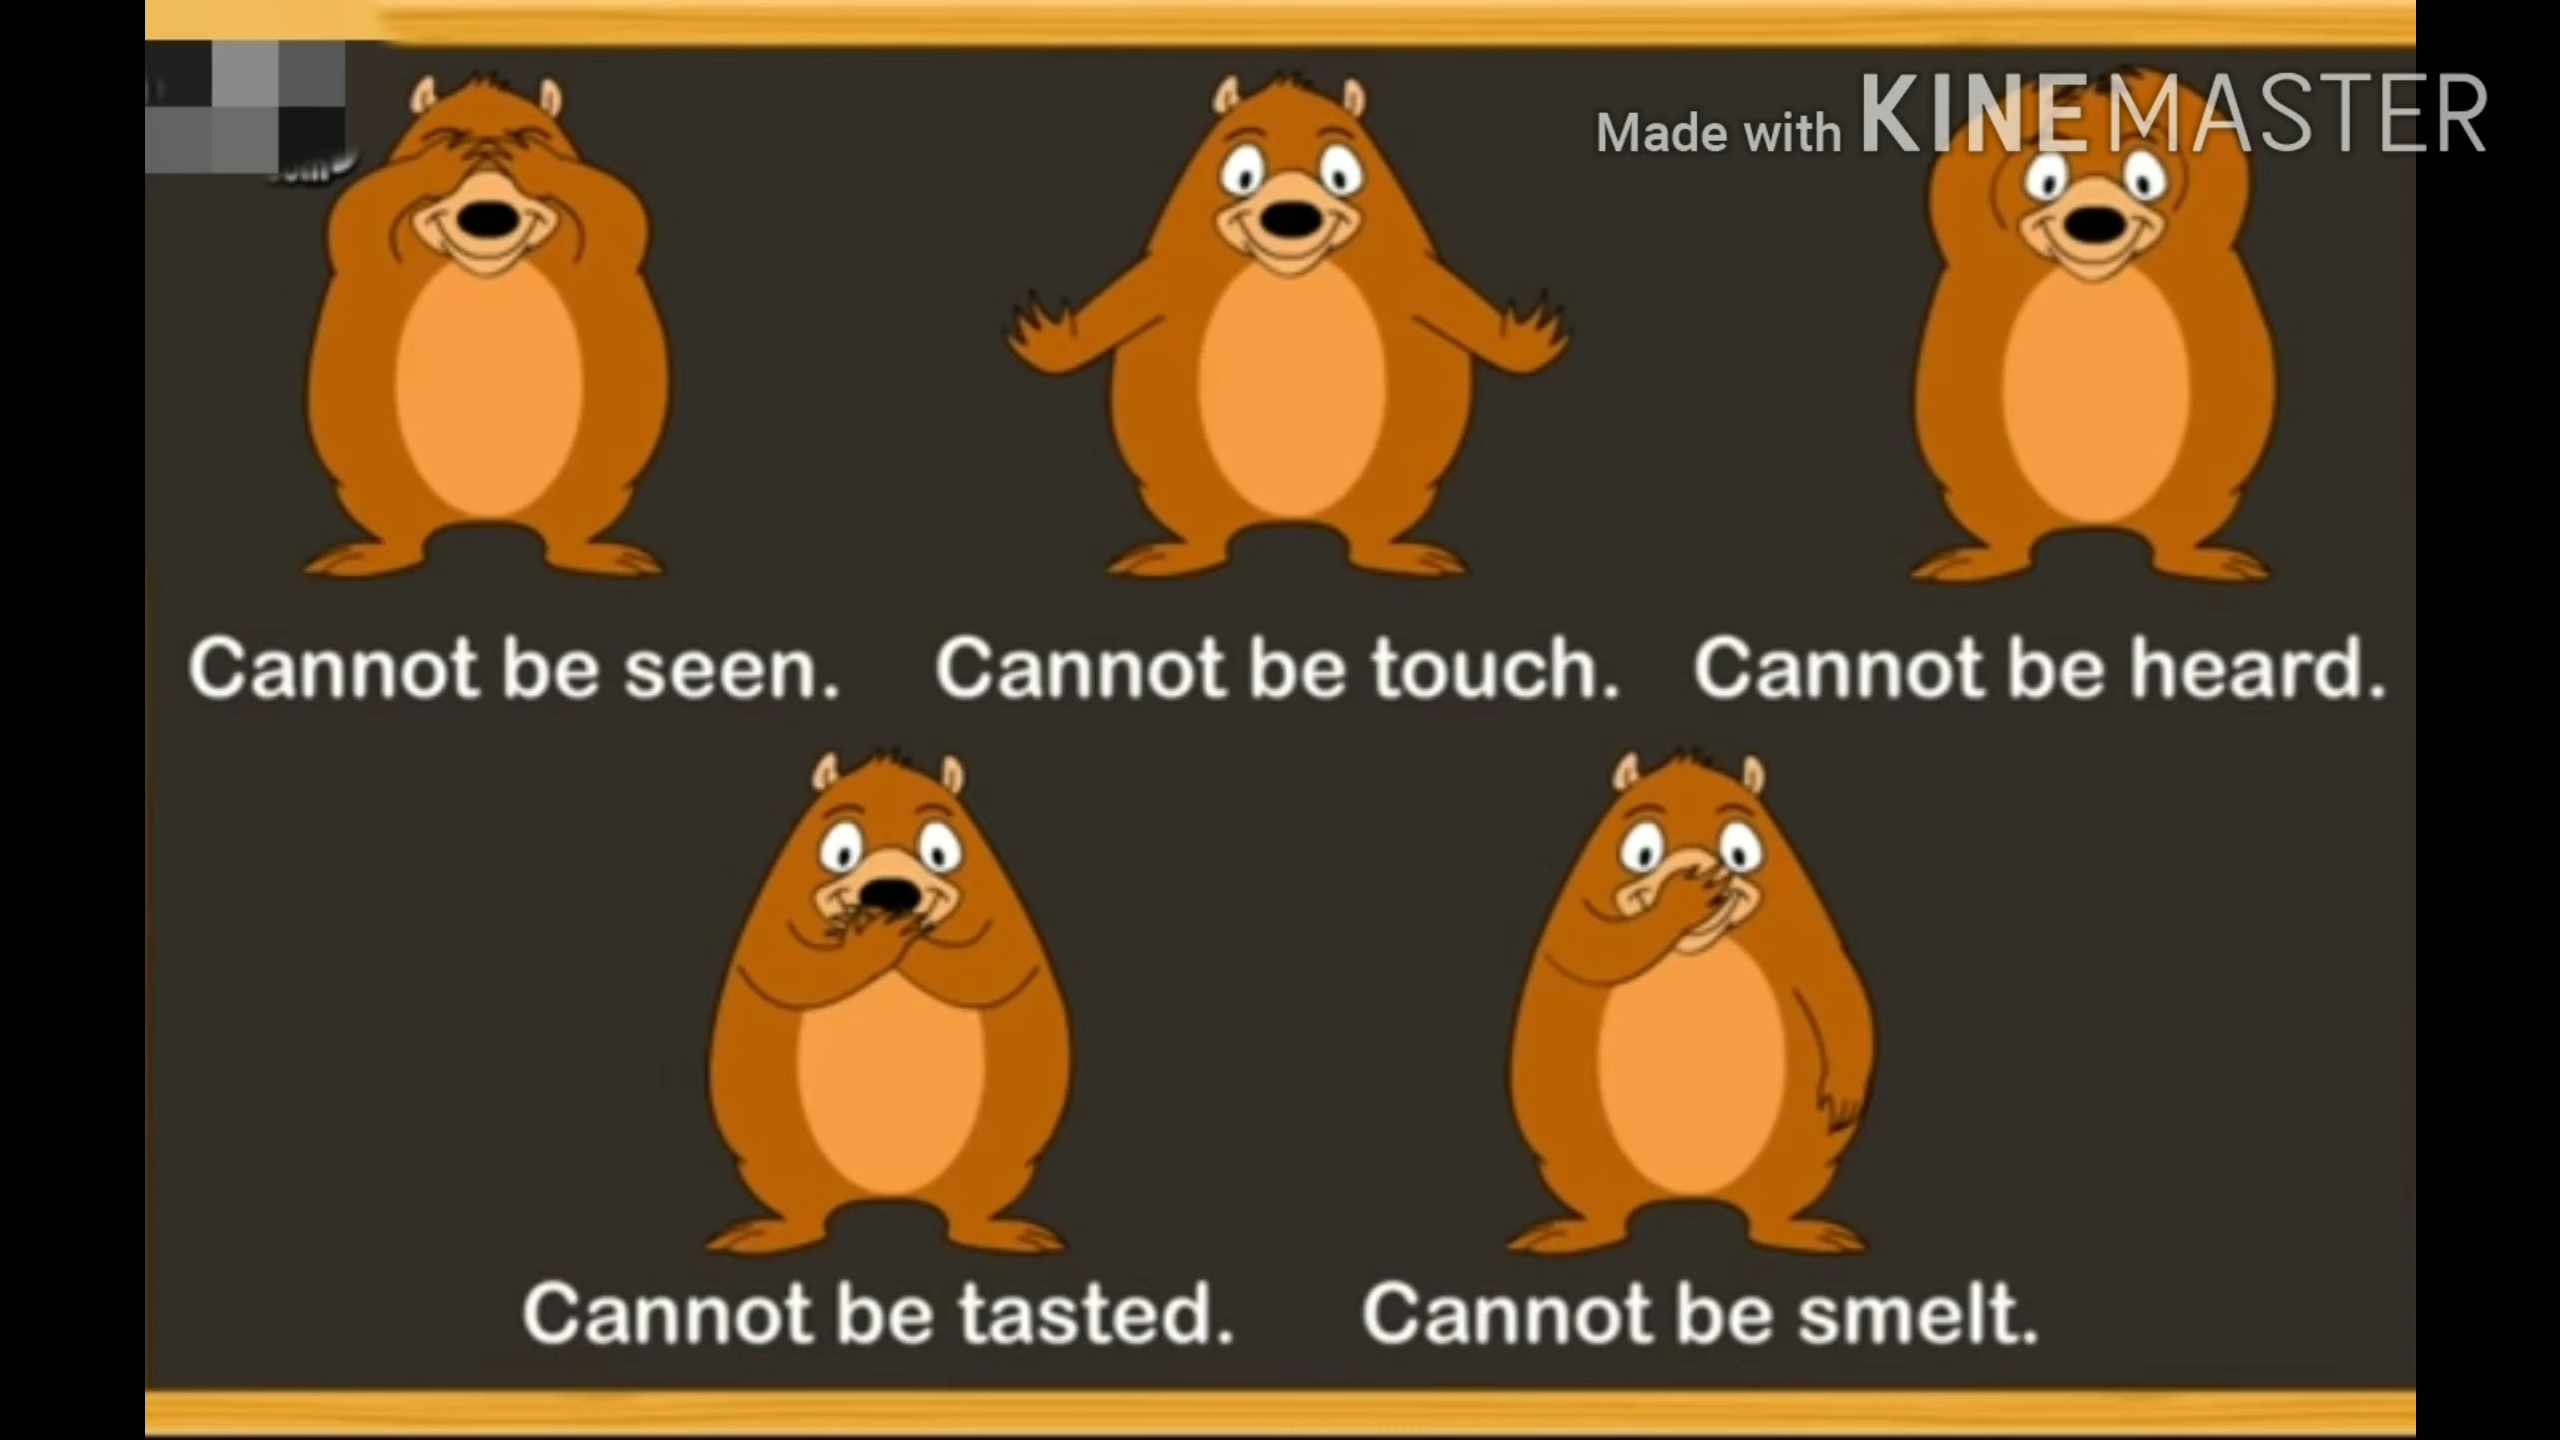 Made with KINEMASTER
Cannot be seen. Cannot be touch. Cannot be heard.
Cannot be tasted. Cannot be smelt.